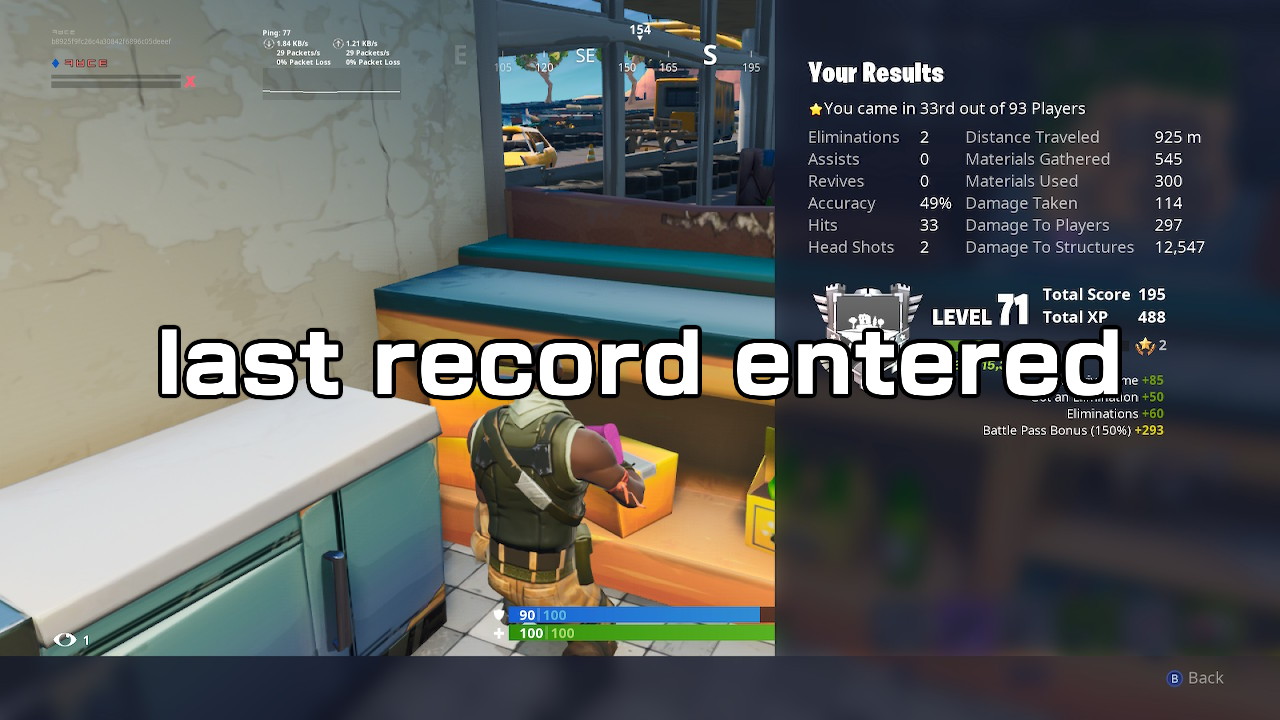 Ping: 77
1.84 KB/s 1.21 KB/s
29 Packets/s 29 Packets/s
0% Packet Loss 0% Packet Loss
154
E 105 120 SE 150 165 S 195
Your Results
You came in 33rd out of 93 Players
Eliminations 2 Distance Traveled 925 m
Assists 0 Materials Gathered 545
Revives 0 Materials Used 300
Accuracy 49% Damage Taken 114
Hits 33 Damage To Players 297
Head Shots 2 Damage To Structures 12,547
LEVEL 71
Total Score 195
Total XP 488
2
last record entered
+85
Got an Elimination +50
Eliminations +60
Battle Pass Bonus (150%) +293
90 | 100
100 | 100
1
B Back